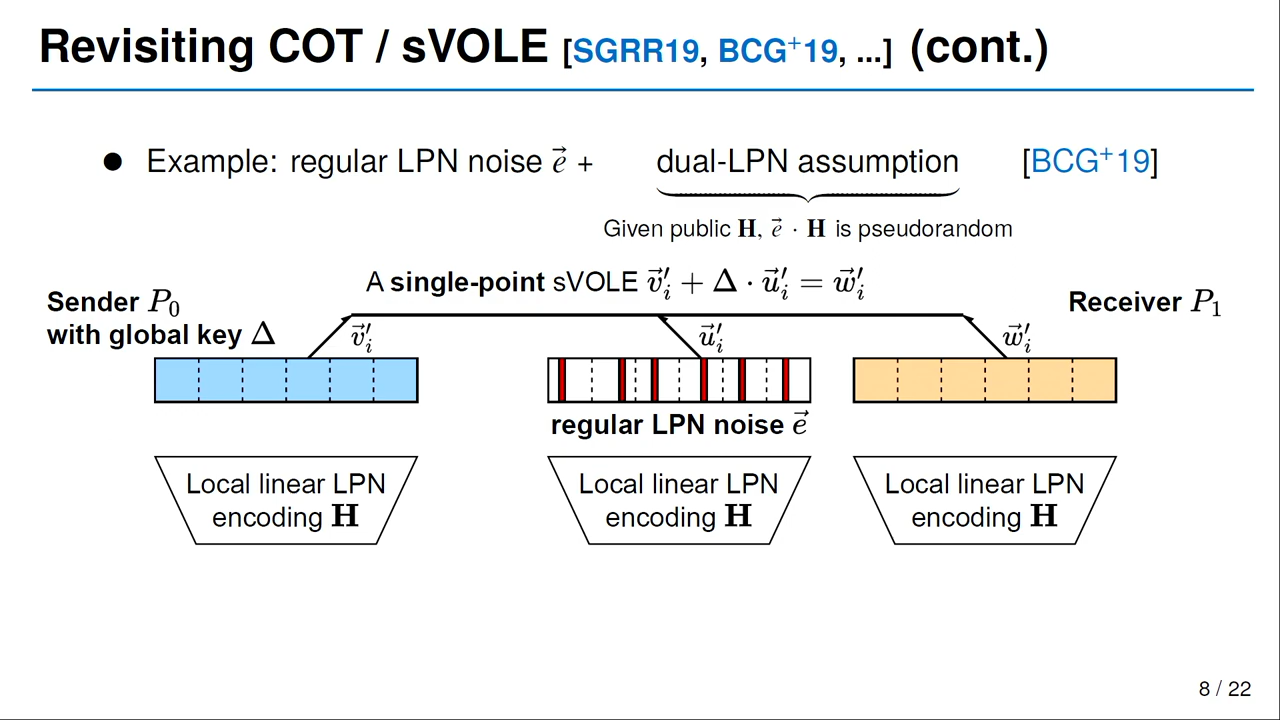 Revisiting COT / sVOLE [SGRR19, BCG⁺19, ...] (cont.)
● Example: regular LPN noise e⃗ + dual-LPN assumption [BCG⁺19]
Given public H, e⃗ · H is pseudorandom
A single-point sVOLE v⃗′ᵢ + Δ · u⃗′ᵢ = w⃗′ᵢ
Sender P₀
with global key Δ
Receiver P₁
v⃗′ᵢ u⃗′ᵢ w⃗′ᵢ
regular LPN noise e⃗
Local linear LPN
encoding H
Local linear LPN
encoding H
Local linear LPN
encoding H
8 / 22